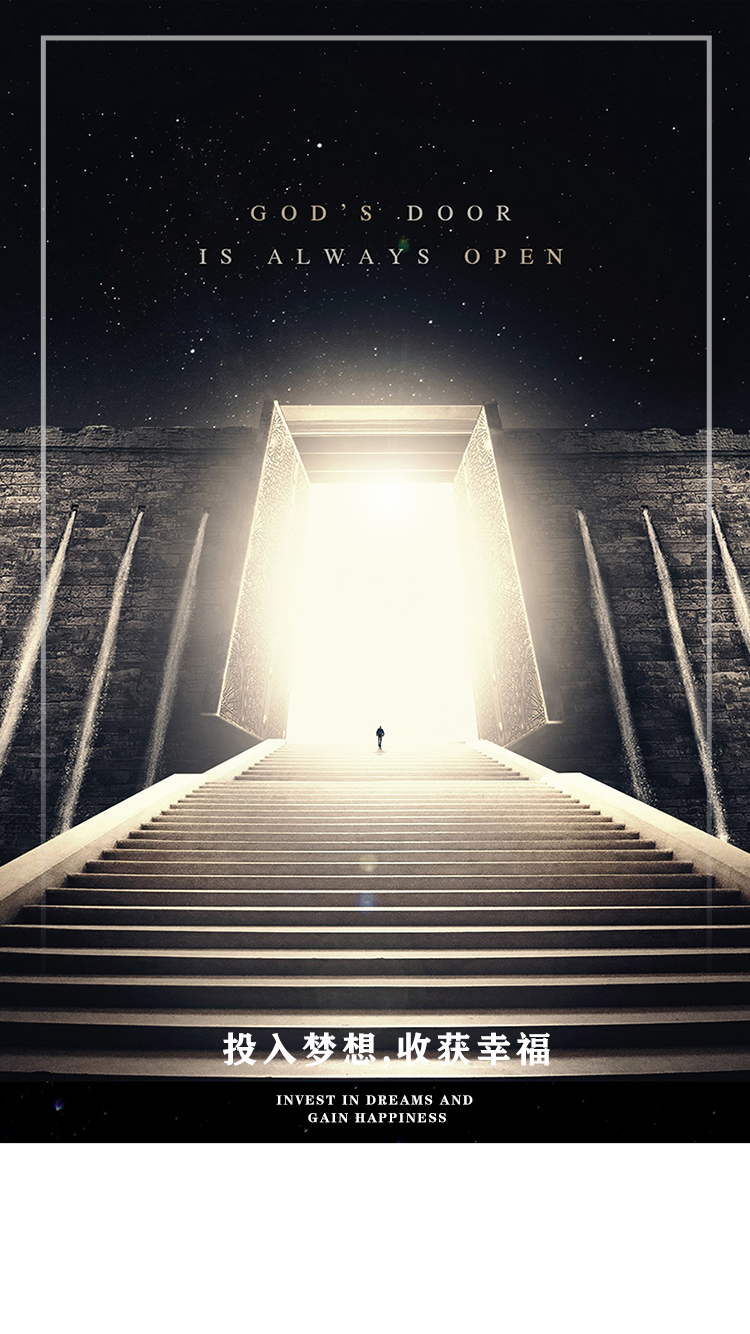 GOD'S DOOR
IS ALWAYS OPEN
投入梦想,收获幸福
INVEST IN DREAMS AND
GAIN HAPPINESS